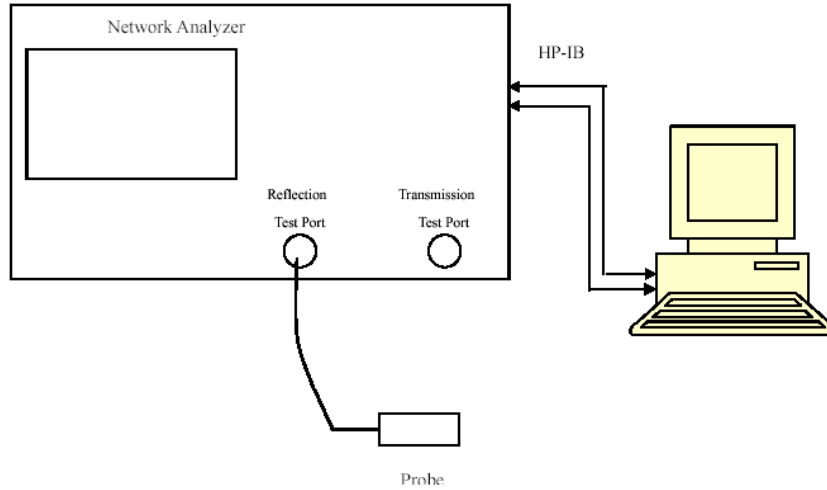 Network Analyzer
HP-IB
Reflection
Test Port
Transmission
Test Port
Probe